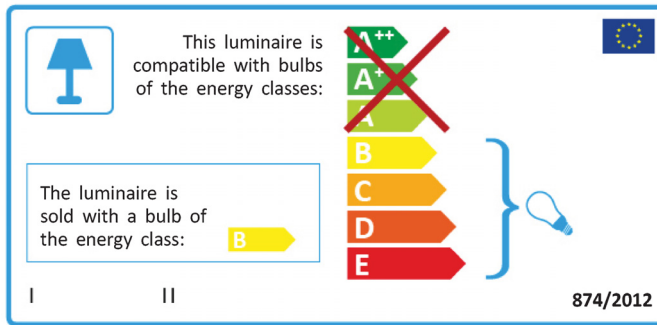 This luminaire is
compatible with bulbs
of the energy classes:
A++
A+
A
B
C
D
E
The luminaire is
sold with a bulb of
the energy class:
B
I II
874/2012